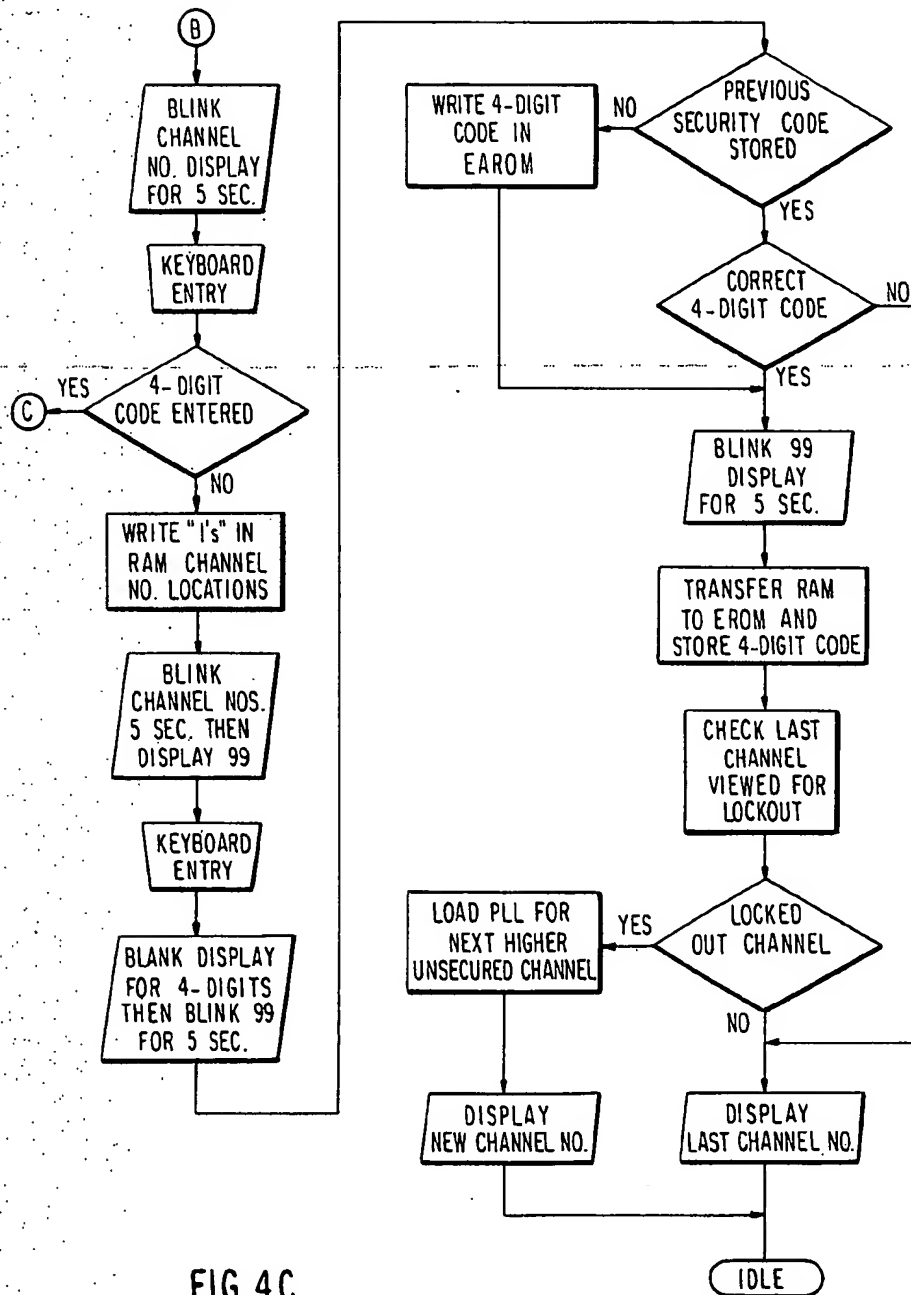 B
BLINK
CHANNEL
NO. DISPLAY
FOR 5 SEC.
KEYBOARD
ENTRY
4-DIGIT
CODE ENTERED
YES
C
NO
WRITE "1's" IN
RAM CHANNEL
NO. LOCATIONS
BLINK
CHANNEL NOS.
5 SEC. THEN
DISPLAY 99
KEYBOARD
ENTRY
BLANK DISPLAY
FOR 4-DIGITS
THEN BLINK 99
FOR 5 SEC.
PREVIOUS
SECURITY CODE
STORED
NO
WRITE 4-DIGIT
CODE IN
EAROM
YES
CORRECT
4-DIGIT CODE
NO
YES
BLINK 99
DISPLAY
FOR 5 SEC.
TRANSFER RAM
TO EROM AND
STORE 4-DIGIT CODE
CHECK LAST
CHANNEL
VIEWED FOR
LOCKOUT
LOCKED
OUT CHANNEL
YES
LOAD PLL FOR
NEXT HIGHER
UNSECURED CHANNEL
NO
DISPLAY
NEW CHANNEL NO.
DISPLAY
LAST CHANNEL NO.
IDLE
FIG. 4C